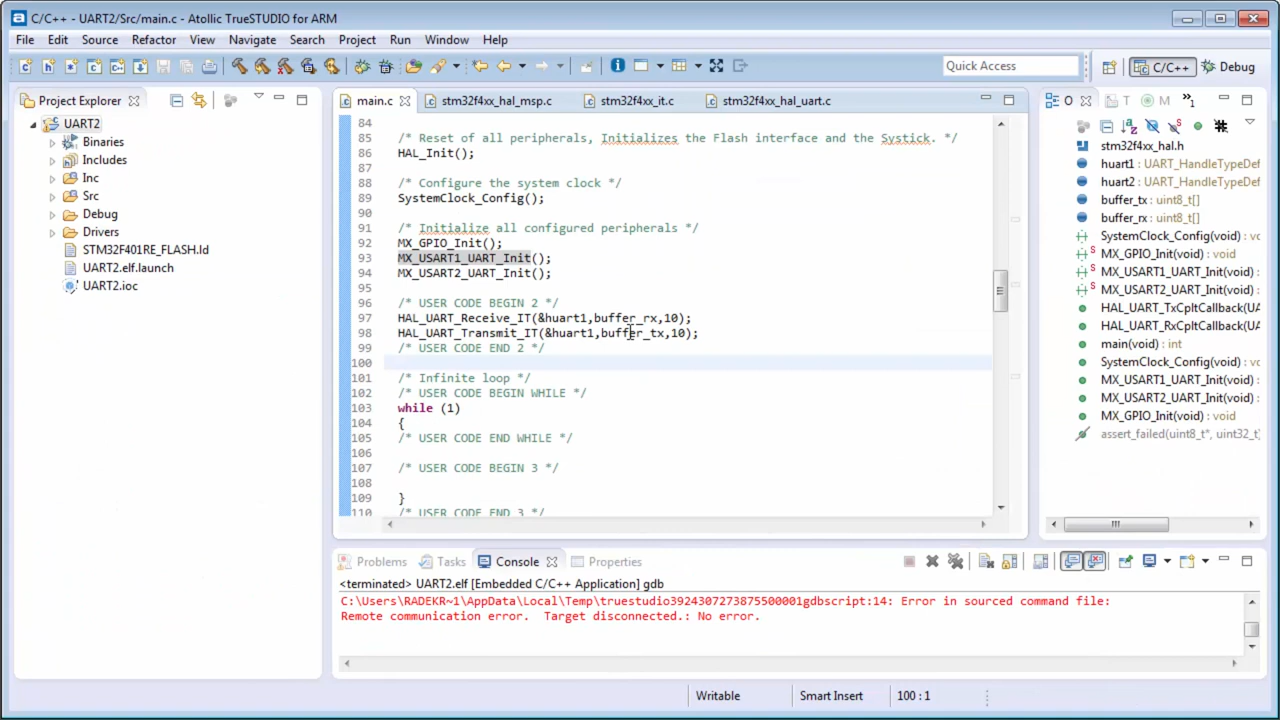 C/C++ - UART2/Src/main.c - Atollic TrueSTUDIO for ARM
File Edit Source Refactor View Navigate Search Project Run Window Help
Quick Access
C/C++
Debug
Project Explorer
UART2
Binaries
Includes
Inc
Src
Debug
Drivers
STM32F401RE_FLASH.ld
UART2.elf.launch
UART2.ioc
main.c
stm32f4xx_hal_msp.c
stm32f4xx_it.c
stm32f4xx_hal_uart.c
84
85 /* Reset of all peripherals, Initializes the Flash interface and the Systick. */
86 HAL_Init();
87
88 /* Configure the system clock */
89 SystemClock_Config();
90
91 /* Initialize all configured peripherals */
92 MX_GPIO_Init();
93 MX_USART1_UART_Init();
94 MX_USART2_UART_Init();
95
96 /* USER CODE BEGIN 2 */
97 HAL_UART_Receive_IT(&huart1,buffer_rx,10);
98 HAL_UART_Transmit_IT(&huart1,buffer_tx,10);
99 /* USER CODE END 2 */
100
101 /* Infinite loop */
102 /* USER CODE BEGIN WHILE */
103 while (1)
104 {
105 /* USER CODE END WHILE */
106
107 /* USER CODE BEGIN 3 */
108
109 }
110 /* USER CODE END 3 */
O
T
M
»1
stm32f4xx_hal.h
huart1 : UART_HandleTypeDef
huart2 : UART_HandleTypeDef
buffer_tx : uint8_t[]
buffer_rx : uint8_t[]
SystemClock_Config(void) : vo
MX_GPIO_Init(void) : void
MX_USART1_UART_Init(void) :
MX_USART2_UART_Init(void) :
HAL_UART_TxCpltCallback(U
HAL_UART_RxCpltCallback(U
main(void) : int
SystemClock_Config(void) : vo
MX_USART1_UART_Init(void) :
MX_USART2_UART_Init(void) :
MX_GPIO_Init(void) : void
assert_failed(uint8_t*, uint32_t)
Problems
Tasks
Console
Properties
<terminated> UART2.elf [Embedded C/C++ Application] gdb
C:\Users\RADEKR~1\AppData\Local\Temp\truestudio3924307273875500001gdbscript:14: Error in sourced command file:
Remote communication error.  Target disconnected.: No error.
Writable
Smart Insert
100 : 1